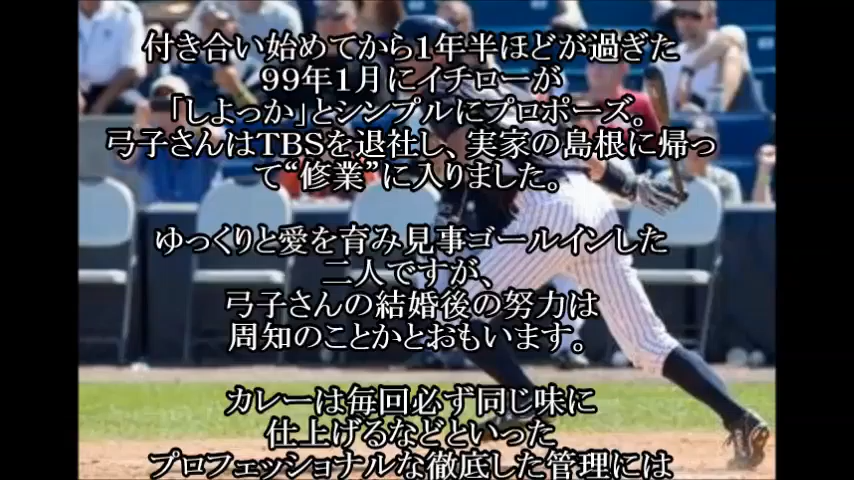 付き合い始めてから1年半ほどが過ぎた
99年1月にイチローが
「しよっか」とシンプルにプロポーズ。
弓子さんはTBSを退社し、実家の島根に帰っ
て“修業”に入りました。
ゆっくりと愛を育み見事ゴールインした
二人ですが、
弓子さんの結婚後の努力は
周知のことかとおもいます。
カレーは毎回必ず同じ味に
仕上げるなどといった
プロフェッショナルな徹底した管理には